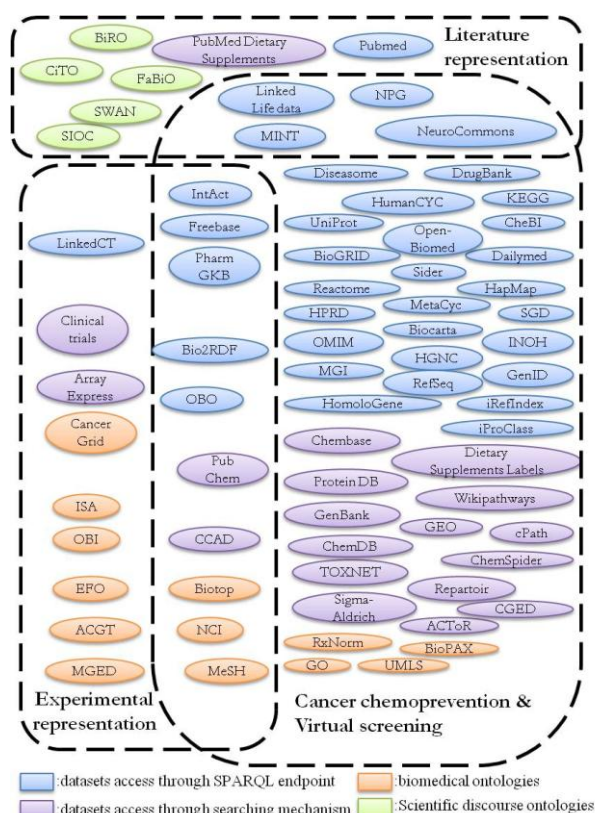 BiRO
PubMed Dietary
Supplements
Pubmed
Literature
representation
CiTO
FaBiO
SWAN
SIOC
Linked
Life data
NPG
MINT
NeuroCommons
LinkedCT
Clinical
trials
Array
Express
Cancer
Grid
ISA
OBI
EFO
ACGT
MGED
Experimental
representation
IntAct
Freebase
Pharm
GKB
Bio2RDF
OBO
Pub
Chem
CCAD
Biotop
NCI
MeSH
Diseasome
DrugBank
HumanCYC
KEGG
UniProt
Open-
Biomed
CheBI
BioGRID
Dailymed
Sider
Reactome
HapMap
MetaCyc
HPRD
SGD
Biocarta
OMIM
INOH
HGNC
MGI
GenID
RefSeq
HomoloGene
iRefIndex
iProClass
Chembase
Dietary
Supplements Labels
Protein DB
Wikipathways
GenBank
GEO
cPath
ChemDB
ChemSpider
TOXNET
Repartoir
Sigma-
Aldrich
CGED
ACToR
RxNorm
BioPAX
GO
UMLS
Cancer chemoprevention &
Virtual screening
:datasets access through SPARQL endpoint
:biomedical ontologies
:datasets access through searching mechanism
:Scientific discourse ontologies